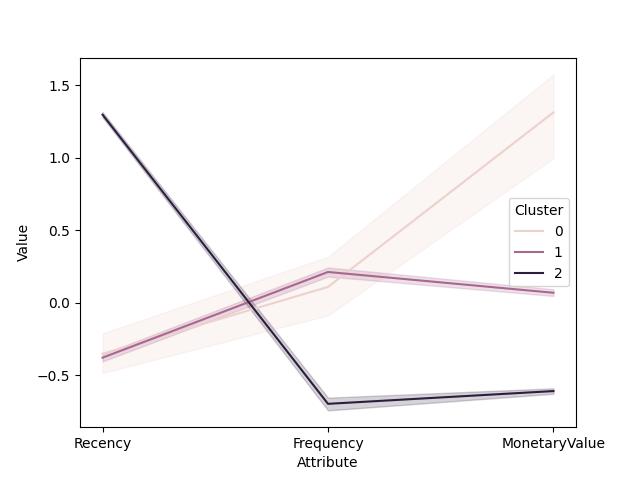 1.5
1.0
0.5
0.0
−0.5
Value
Cluster
0
1
2
Recency
Frequency
MonetaryValue
Attribute